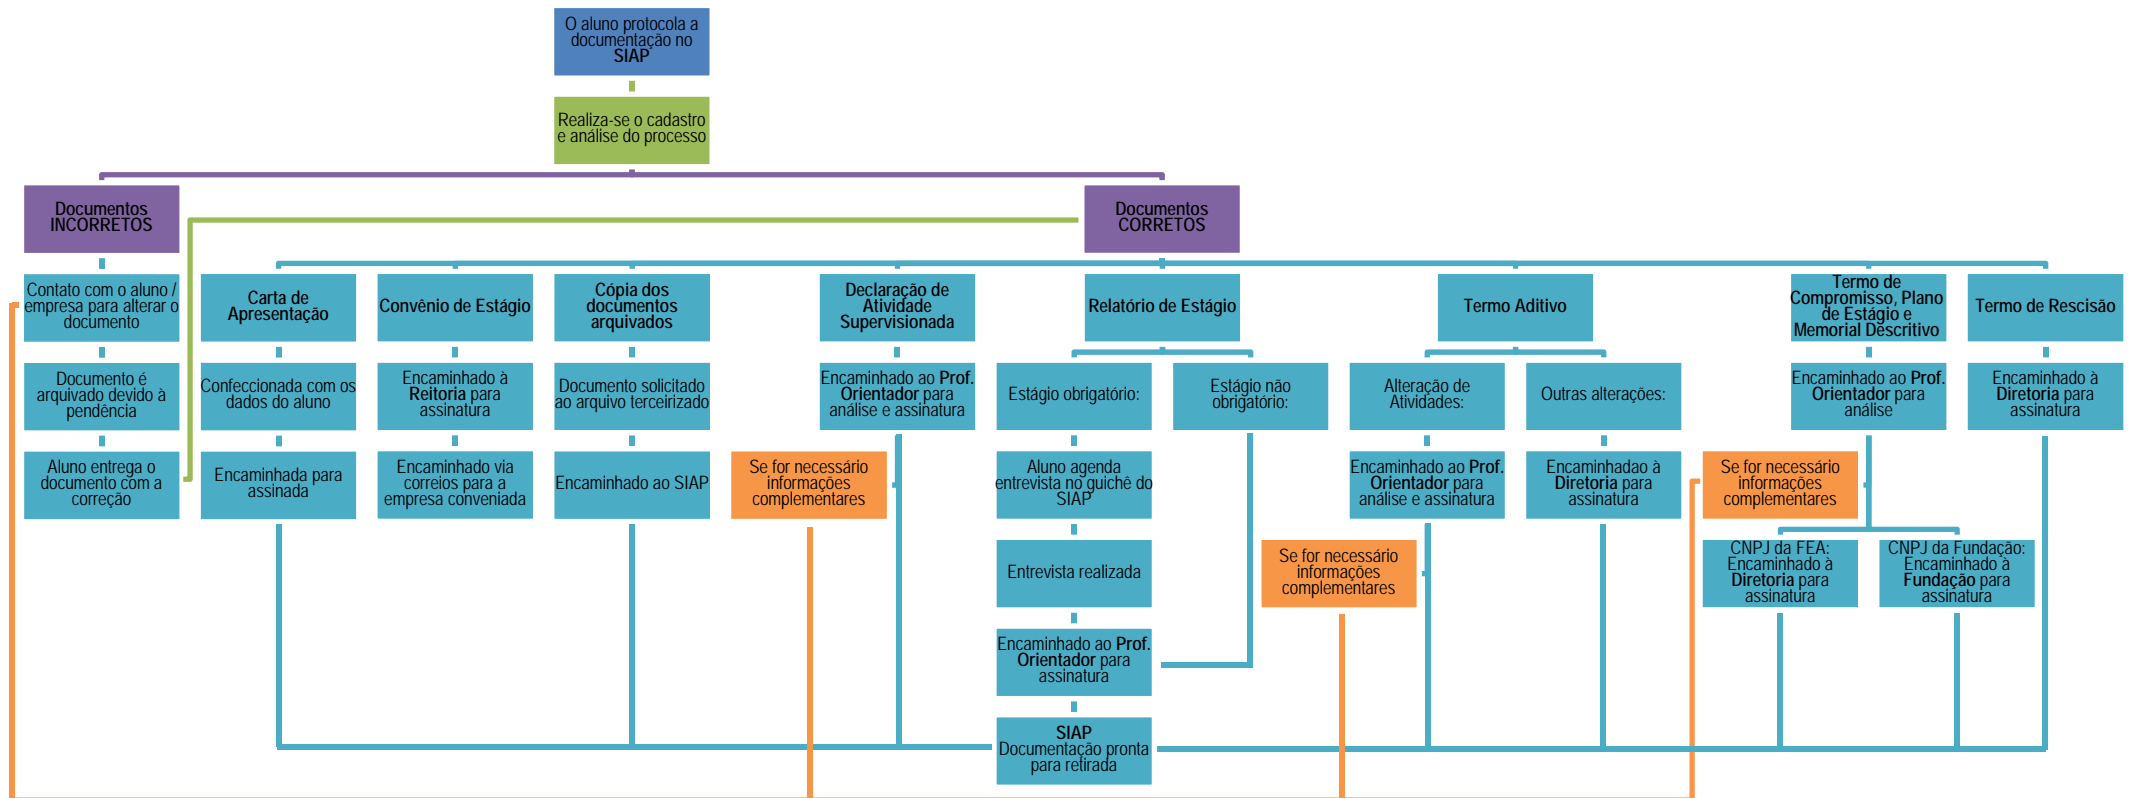 O aluno protocola a
documentação no
SIAP
Realiza-se o cadastro
e análise do processo
Documentos
INCORRETOS
Documentos
CORRETOS
Contato com o aluno /
empresa para alterar o
documento
Carta de
Apresentação
Convênio de Estágio
Cópia dos
documentos
arquivados
Declaração de
Atividade
Supervisionada
Relatório de Estágio
Termo Aditivo
Termo de
Compromisso, Plano
de Estágio e
Memorial Descritivo
Termo de Rescisão
Documento é
arquivado devido à
pendência
Confeccionada com os
dados do aluno
Encaminhado à
Reitoria para
assinatura
Documento solicitado
ao arquivo terceirizado
Encaminhado ao Prof.
Orientador para
análise e assinatura
Estágio obrigatório:
Estágio não
obrigatório:
Alteração de
Atividades:
Outras alterações:
Encaminhado ao Prof.
Orientador para
análise
Encaminhado à
Diretoria para
assinatura
Aluno entrega o
documento com a
correção
Encaminhada para
assinada
Encaminhado via
correios para a
empresa conveniada
Encaminhado ao SIAP
Se for necessário
informações
complementares
Aluno agenda
entrevista no guichê do
SIAP
Encaminhado ao Prof.
Orientador para
análise e assinatura
Encaminhadao à
Diretoria para
assinatura
Se for necessário
informações
complementares
Entrevista realizada
Se for necessário
informações
complementares
CNPJ da FEA:
Encaminhado à
Diretoria para
assinatura
CNPJ da Fundação:
Encaminhado à
Fundação para
assinatura
Encaminhado ao Prof.
Orientador para
assinatura
SIAP
Documentação pronta
para retirada